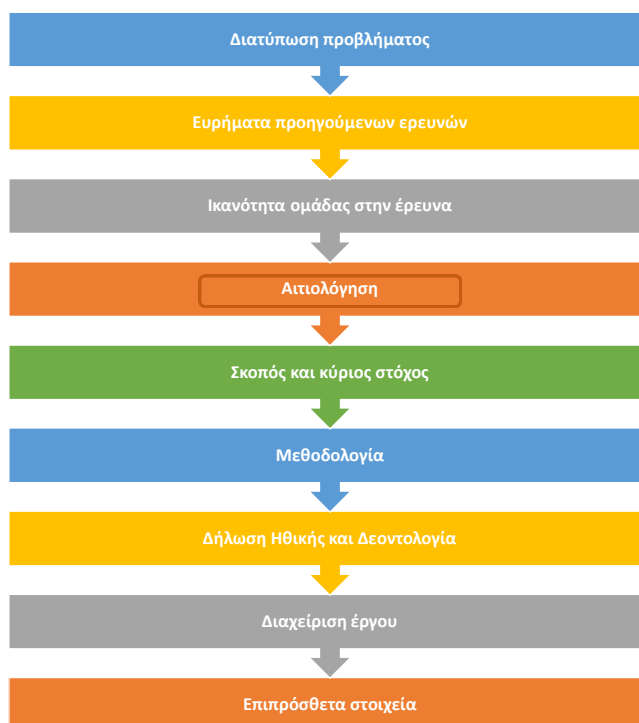 Διατύπωση προβλήματος
Ευρήματα προηγούμενων ερευνών
Ικανότητα ομάδας στην έρευνα
Αιτιολόγηση
Σκοπός και κύριος στόχος
Μεθοδολογία
Δήλωση Ηθικής και Δεοντολογία
Διαχείριση έργου
Επιπρόσθετα στοιχεία